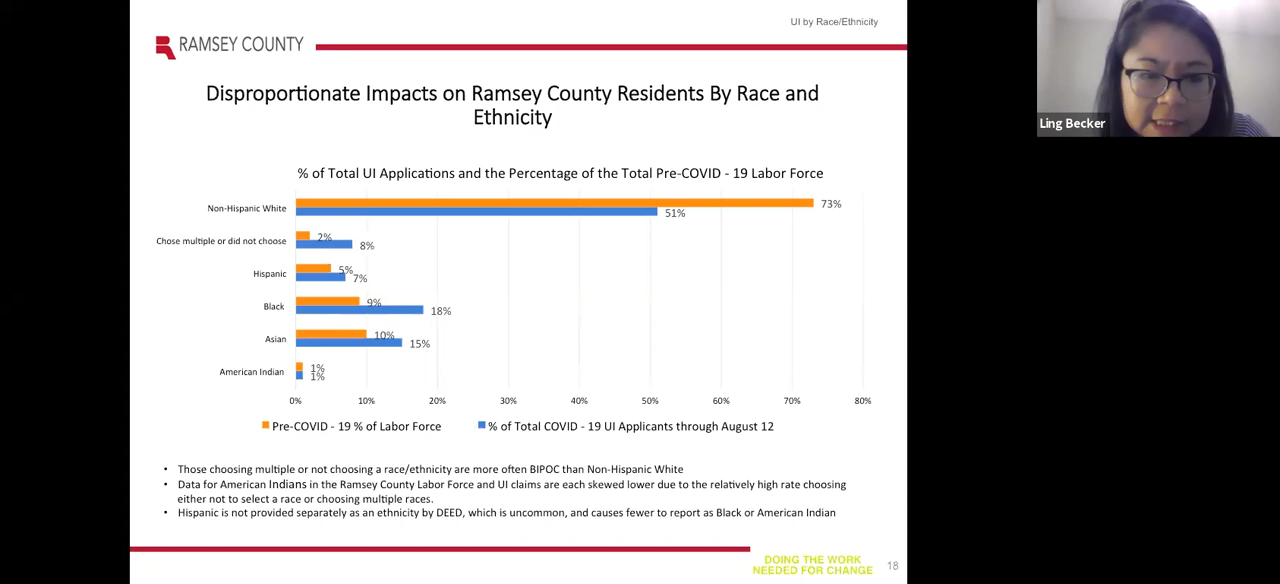 UI by Race/Ethnicity
RAMSEY COUNTY
Disproportionate Impacts on Ramsey County Residents By Race and
Ethnicity
% of Total UI Applications and the Percentage of the Total Pre-COVID - 19 Labor Force
Non-Hispanic White
73%
51%
Chose multiple or did not choose
2%
8%
Hispanic
5%
7%
Black
9%
18%
Asian
10%
15%
American Indian
1%
1%
0% 10% 20% 30% 40% 50% 60% 70% 80%
Pre-COVID - 19 % of Labor Force % of Total COVID - 19 UI Applicants through August 12
• Those choosing multiple or not choosing a race/ethnicity are more often BIPOC than Non-Hispanic White
• Data for American Indians in the Ramsey County Labor Force and UI claims are each skewed lower due to the relatively high rate choosing
either not to select a race or choosing multiple races.
• Hispanic is not provided separately as an ethnicity by DEED, which is uncommon, and causes fewer to report as Black or American Indian
DOING THE WORK
NEEDED FOR CHANGE
18
Ling Becker